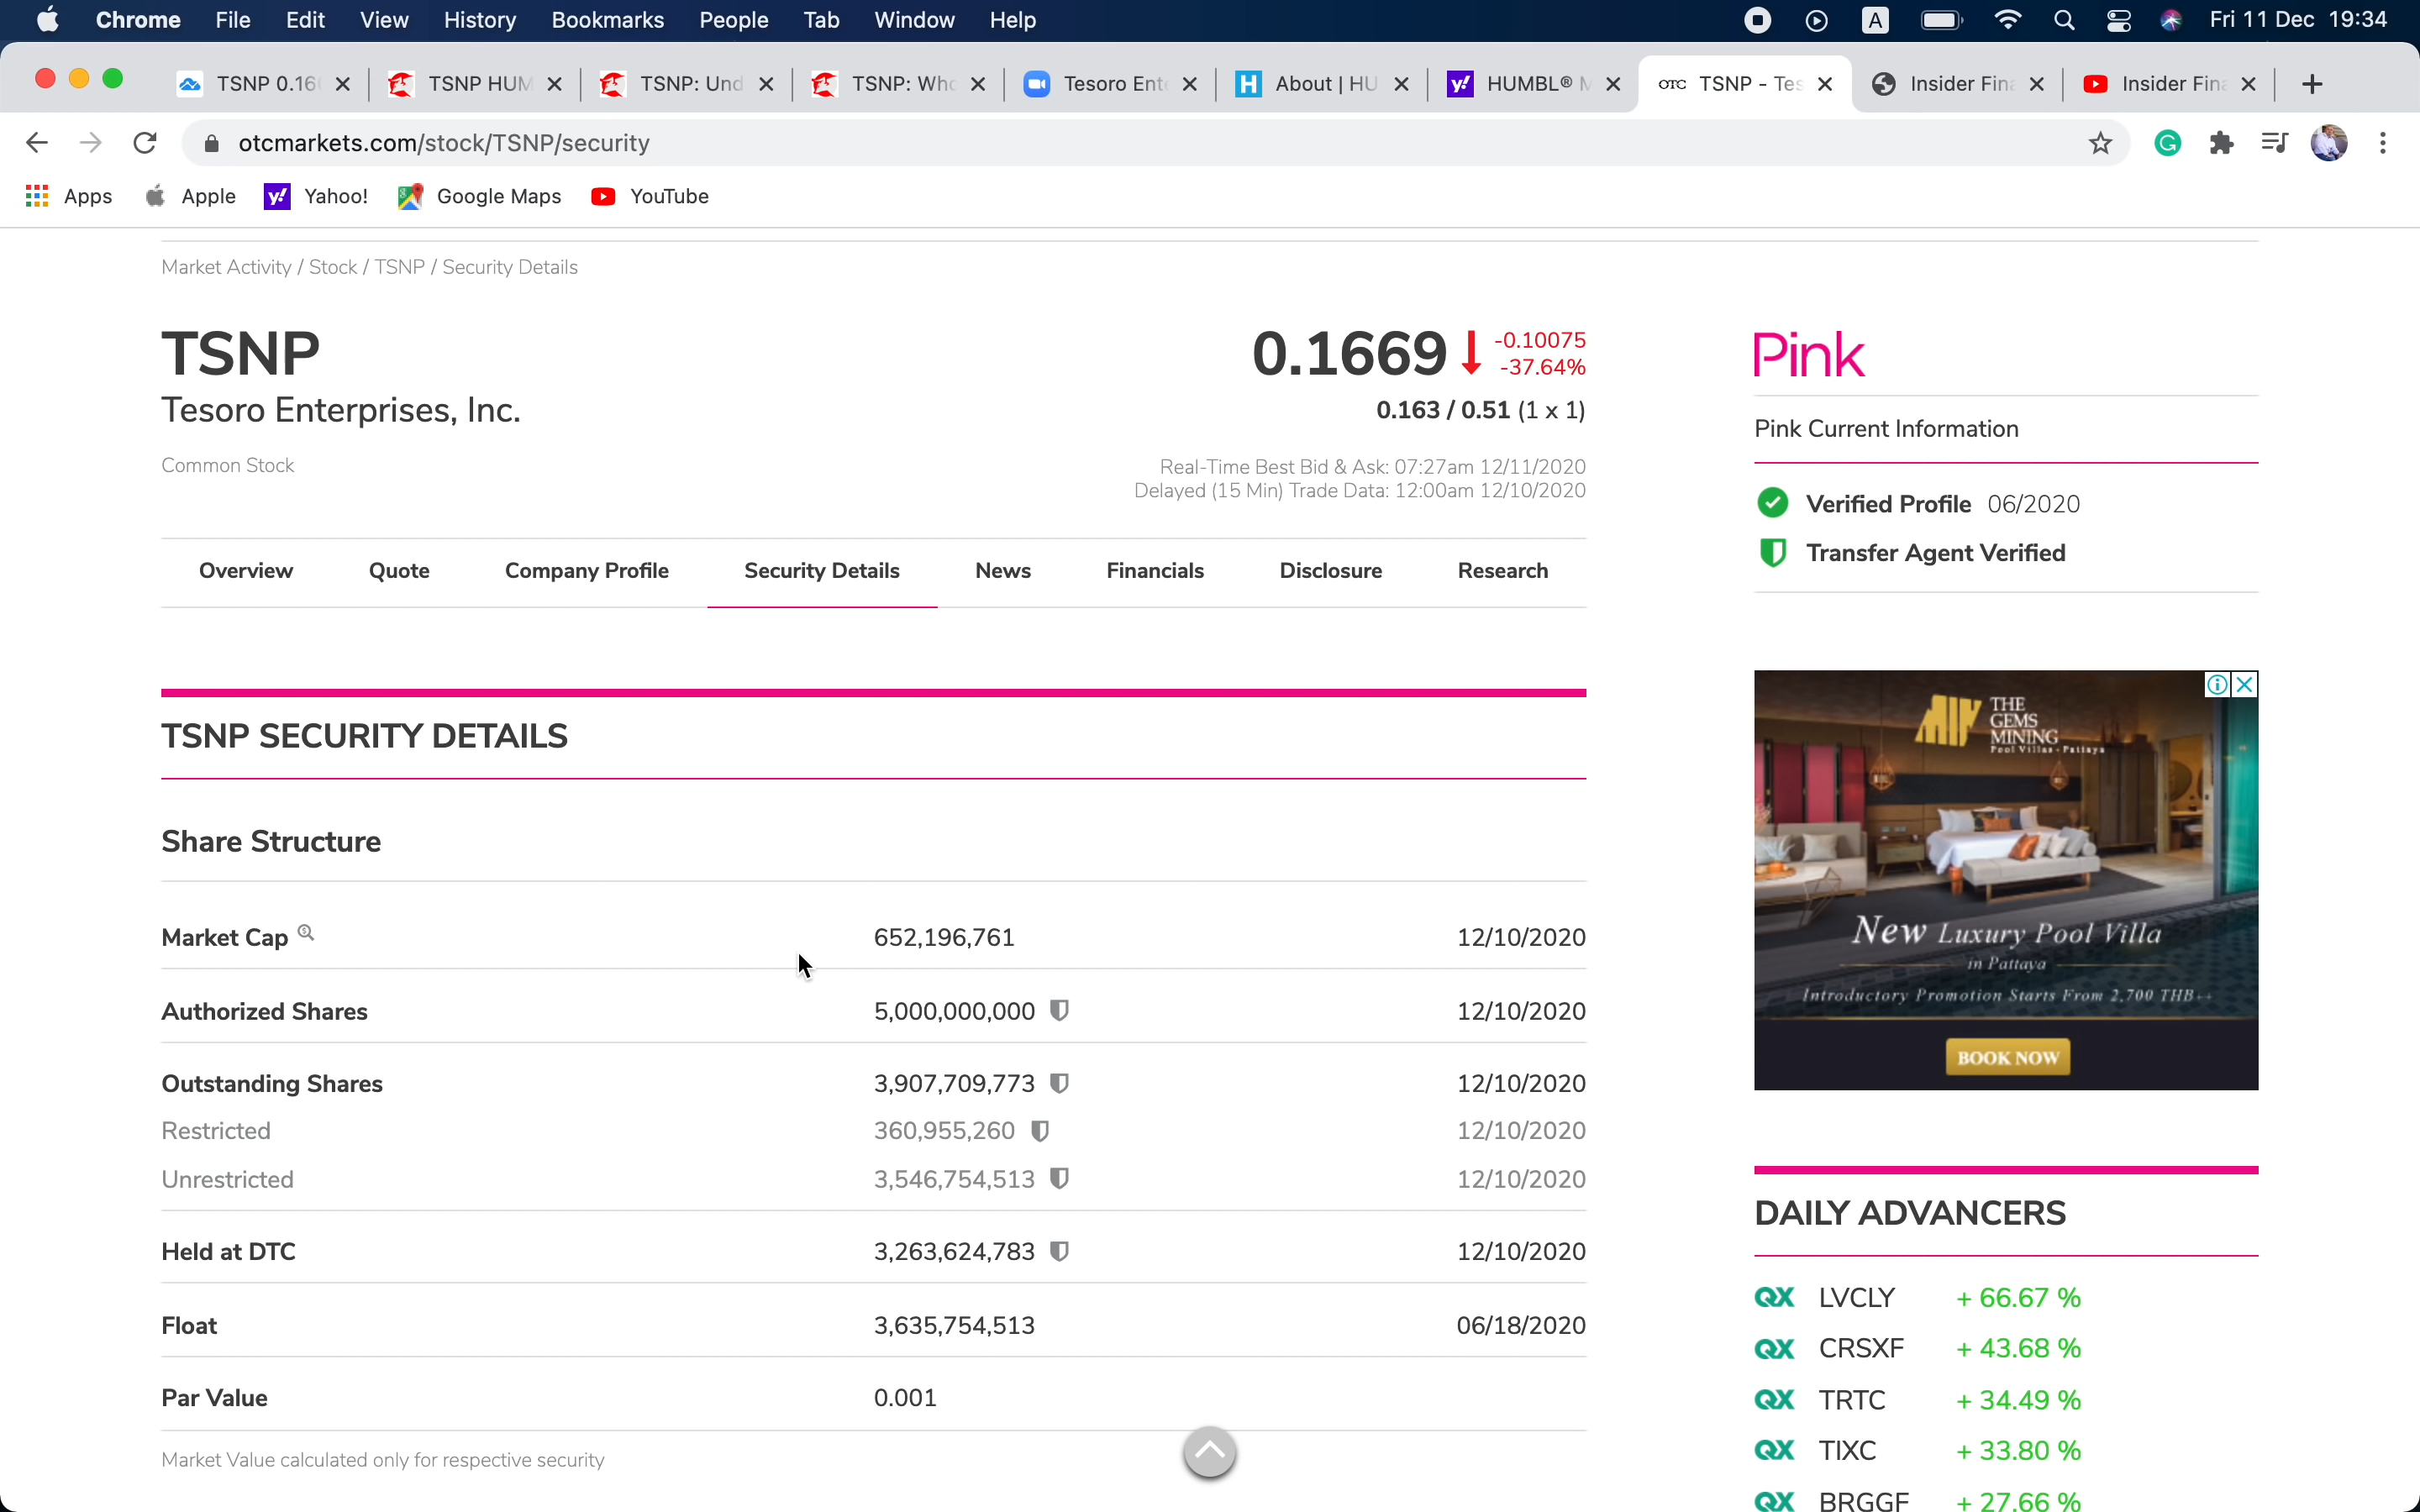 Chrome File Edit View History Bookmarks People Tab Window Help
A Fri 11 Dec 19:34
TSNP 0.16 TSNP HUM TSNP: Und TSNP: Who Tesoro Ente About | HU HUMBL® M OTC TSNP - Tes Insider Fin Insider Fin
otcmarkets.com/stock/TSNP/security
Apps Apple Yahoo! Google Maps YouTube
Market Activity / Stock / TSNP / Security Details
TSNP
Tesoro Enterprises, Inc.
Common Stock
0.1669 -0.10075
-37.64%
0.163 / 0.51 (1 x 1)
Real-Time Best Bid & Ask: 07:27am 12/11/2020
Delayed (15 Min) Trade Data: 12:00am 12/10/2020
Pink
Pink Current Information
Verified Profile 06/2020
Transfer Agent Verified
Overview Quote Company Profile Security Details News Financials Disclosure Research
TSNP SECURITY DETAILS
Share Structure
Market Cap 652,196,761 12/10/2020
Authorized Shares 5,000,000,000 12/10/2020
Outstanding Shares 3,907,709,773 12/10/2020
Restricted 360,955,260 12/10/2020
Unrestricted 3,546,754,513 12/10/2020
Held at DTC 3,263,624,783 12/10/2020
Float 3,635,754,513 06/18/2020
Par Value 0.001
Market Value calculated only for respective security
THE
GEMS
MINING
Pool Villas - Pattaya
New Luxury Pool Villa
in Pattaya
Introductory Promotion Starts From 2,700 THB++
BOOK NOW
DAILY ADVANCERS
QX LVCLY + 66.67 %
QX CRSXF + 43.68 %
QX TRTC + 34.49 %
QX TIXC + 33.80 %
QX BRGGF + 27.66 %